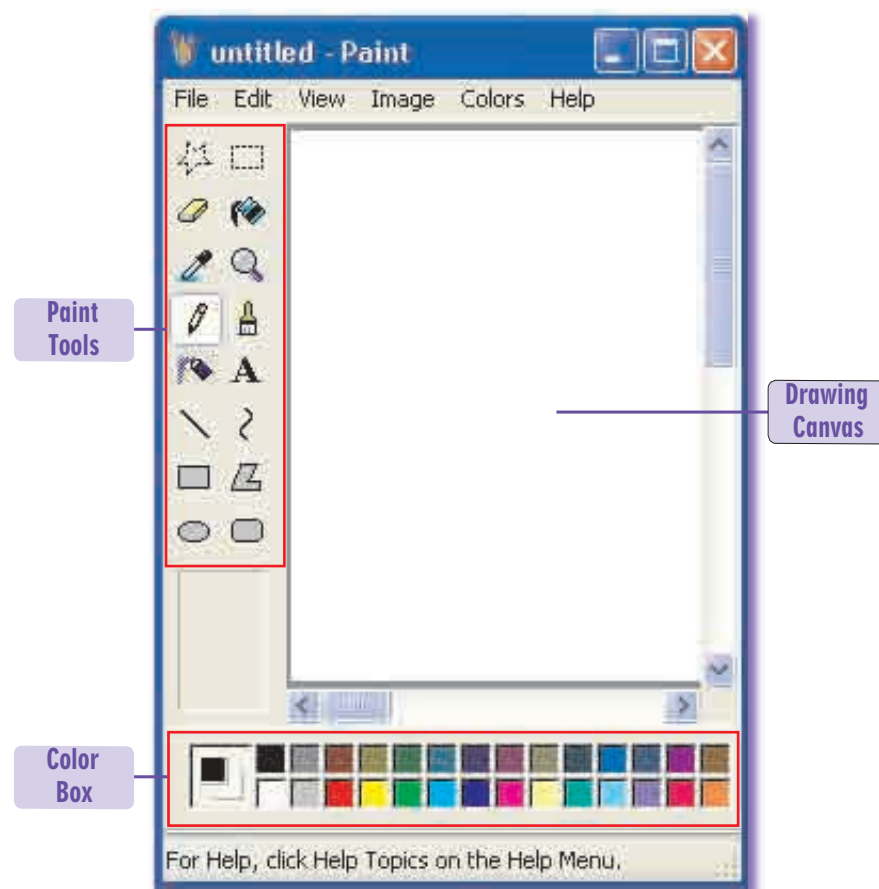 untitled - Paint
File Edit View Image Colors Help
A
Paint
Tools
Drawing
Canvas
Color
Box
For Help, click Help Topics on the Help Menu.